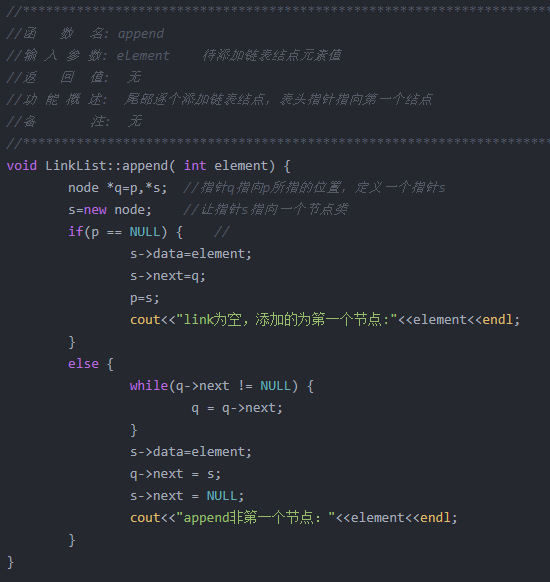 //*********************************************************************
//函 数 名: append
//输 入 参 数: element    待添加链表结点元素值
//返 回 值: 无
//功 能 概 述: 尾部逐个添加链表结点，表头指针指向第一个结点
//备 注: 无
//*********************************************************************
void LinkList::append( int element) {
        node *q=p,*s;  //指针q指向p所指的位置，定义一个指针s
        s=new node;    //让指针s指向一个节点类
        if(p == NULL) {    //
                s->data=element;
                s->next=q;
                p=s;
                cout<<"link为空，添加的为第一个节点:"<<element<<endl;
        }
        else {
                while(q->next != NULL) {
                        q = q->next;
                }
                s->data=element;
                q->next = s;
                s->next = NULL;
                cout<<"append非第一个节点："<<element<<endl;
        }
}